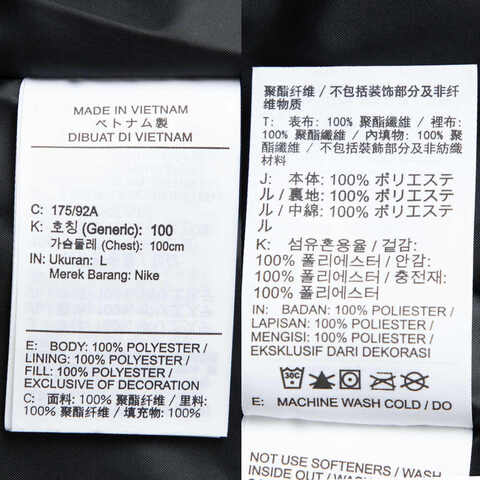 MADE IN VIETNAM
ベトナム製
DIBUAT DI VIETNAM
C: 175/92A
K: 호칭 (Generic): 100
가슴둘레 (Chest): 100cm
IN: Ukuran: L
Merek Barang: Nike
E: BODY: 100% POLYESTER /
LINING: 100% POLYESTER /
FILL: 100% POLYESTER /
EXCLUSIVE OF DECORATION
C: 面料: 100% 聚酯纤维 / 里料:
100% 聚酯纤维 / 填充物: 100%
聚酯纤维 / 不包括装饰部分及非纤
维物质
T: 表布: 100% 聚酯纖維 / 裡布:
100% 聚酯纖維 / 內填物: 100%
聚酯纖維 / 不包括裝飾部分及非紡織
材料
J: 本体: 100% ポリエステ
ル / 裏地: 100% ポリエステ
ル / 中綿: 100% ポリエステ
ル
K: 섬유혼용율 / 겉감:
100% 폴리에스터 / 안감:
100% 폴리에스터 / 충전재:
100% 폴리에스터
IN: BADAN: 100% POLIESTER /
LAPISAN: 100% POLIESTER /
MENGISI: 100% POLIESTER /
EKSKLUSIF DARI DEKORASI
30C
E: MACHINE WASH COLD / DO
NOT USE SOFTENERS / WASH
INSIDE OUT / WASH